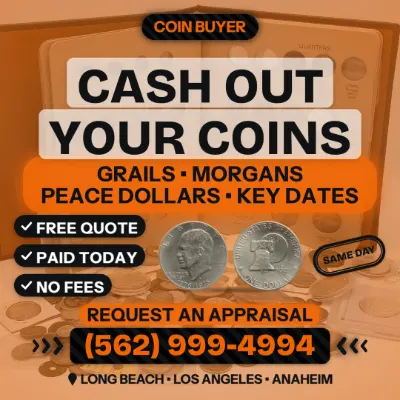 COIN BUYER
QUARTERS
CASH OUT
YOUR COINS
GRAILS ▪ MORGANS
PEACE DOLLARS ▪ KEY DATES
✓ FREE QUOTE
✓ PAID TODAY
✓ NO FEES
SAME DAY
REQUEST AN APPRAISAL
(562) 999-4994
LONG BEACH ▪ LOS ANGELES ▪ ANAHEIM